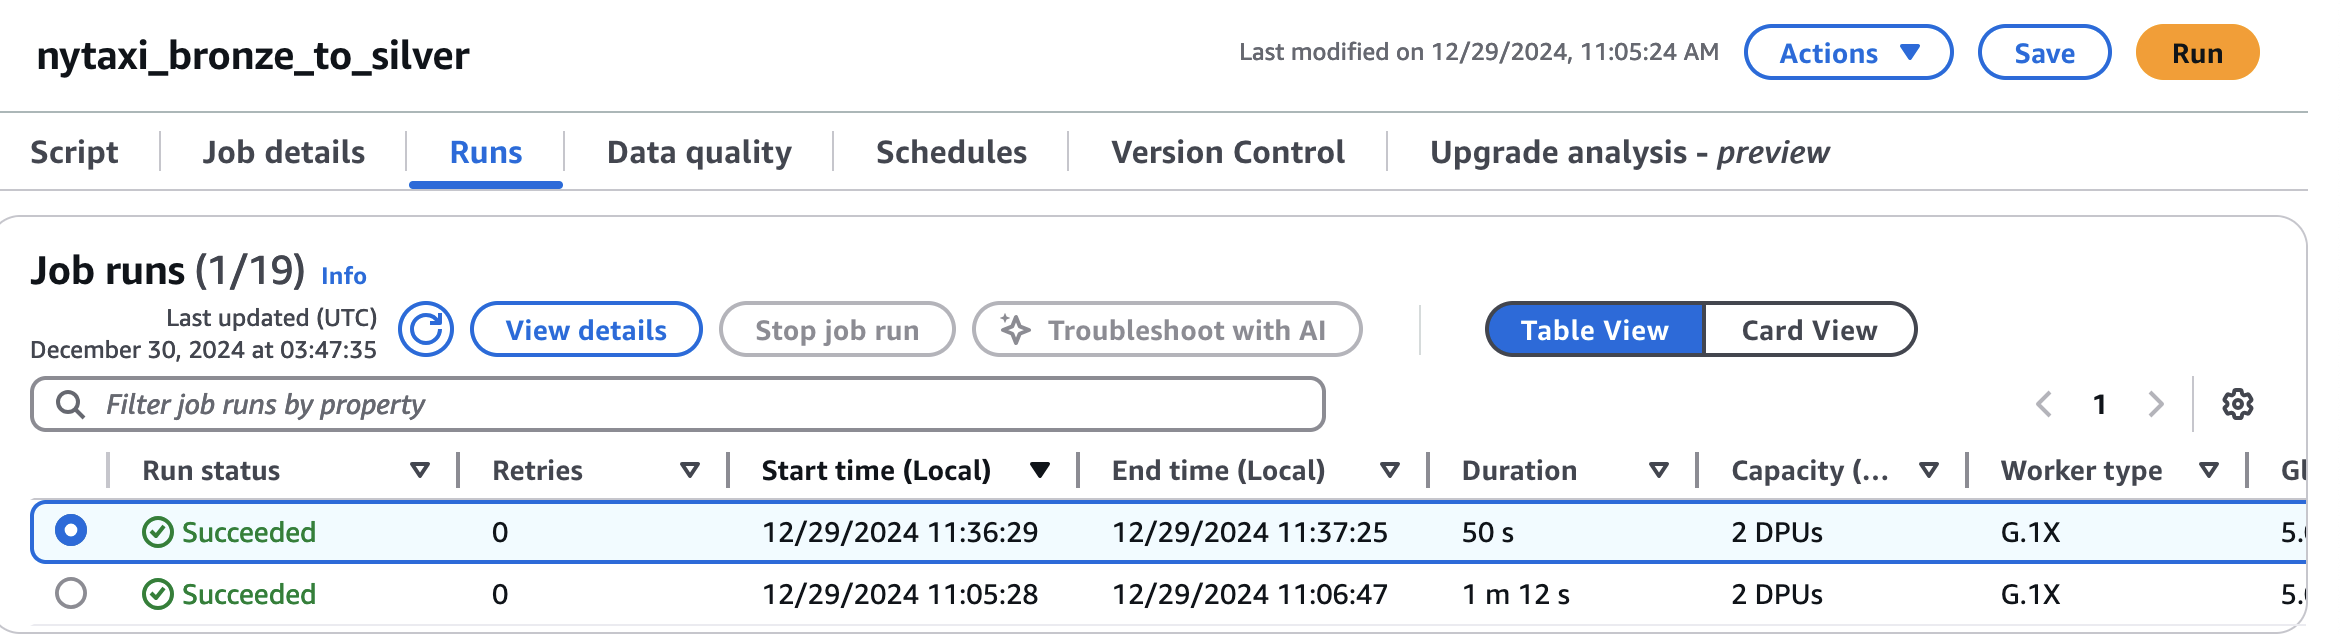 nytaxi_bronze_to_silver
Last modified on 12/29/2024, 11:05:24 AM
Actions
Save
Run
Script
Job details
Runs
Data quality
Schedules
Version Control
Upgrade analysis - preview
Job runs (1/19) Info
Last updated (UTC)
December 30, 2024 at 03:47:35
View details
Stop job run
Troubleshoot with AI
Table View
Card View
Filter job runs by property
1
Run status Retries Start time (Local) End time (Local) Duration Capacity (... Worker type Gl
Succeeded 0 12/29/2024 11:36:29 12/29/2024 11:37:25 50 s 2 DPUs G.1X 5.
Succeeded 0 12/29/2024 11:05:28 12/29/2024 11:06:47 1 m 12 s 2 DPUs G.1X 5.